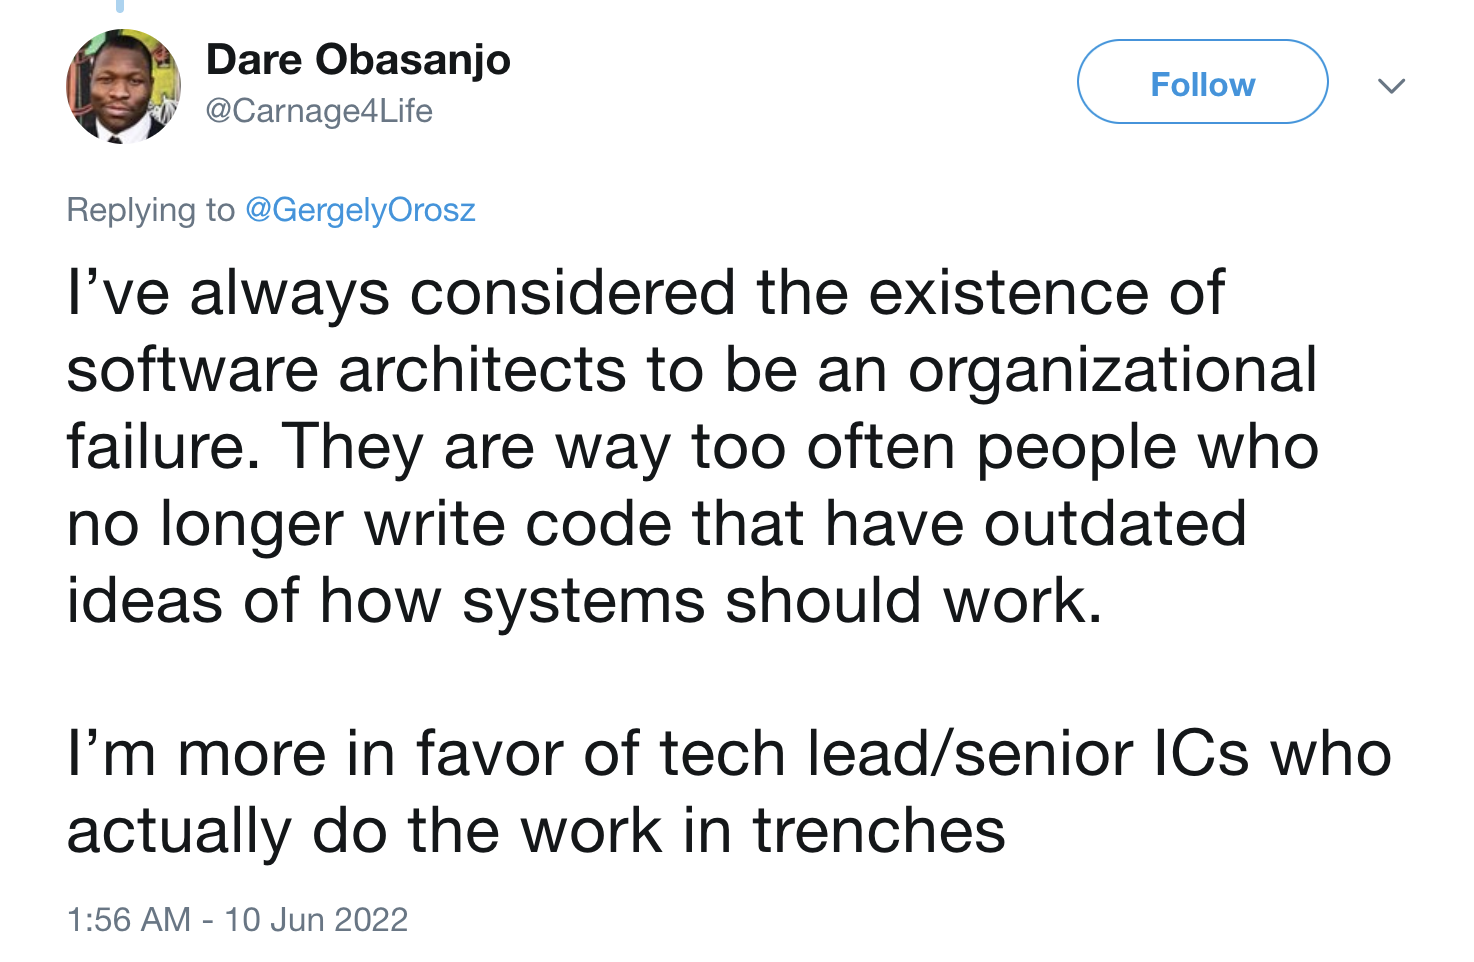 Dare Obasanjo
@Carnage4Life
Follow
Replying to @GergelyOrosz
I’ve always considered the existence of
software architects to be an organizational
failure. They are way too often people who
no longer write code that have outdated
ideas of how systems should work.
I’m more in favor of tech lead/senior ICs who
actually do the work in trenches
1:56 AM - 10 Jun 2022